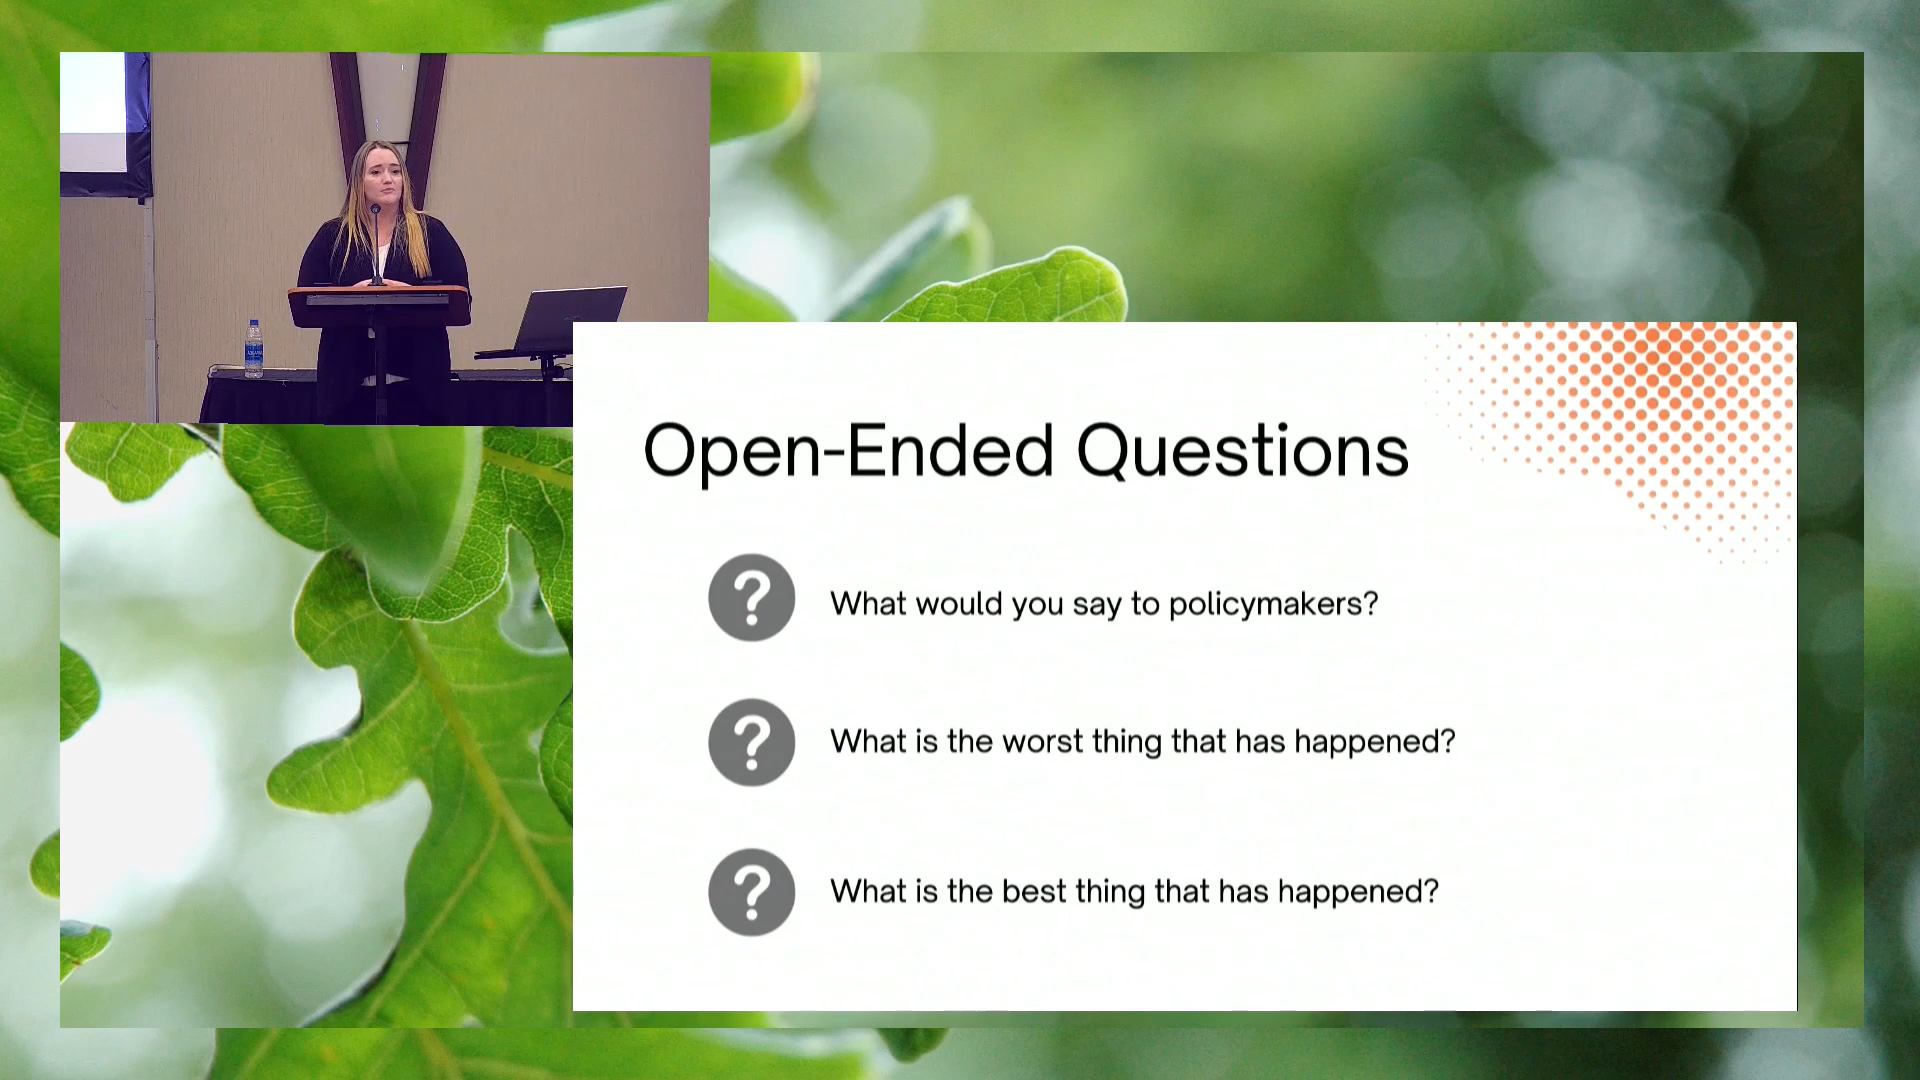 Open-Ended Questions
What would you say to policymakers?
What is the worst thing that has happened?
What is the best thing that has happened?